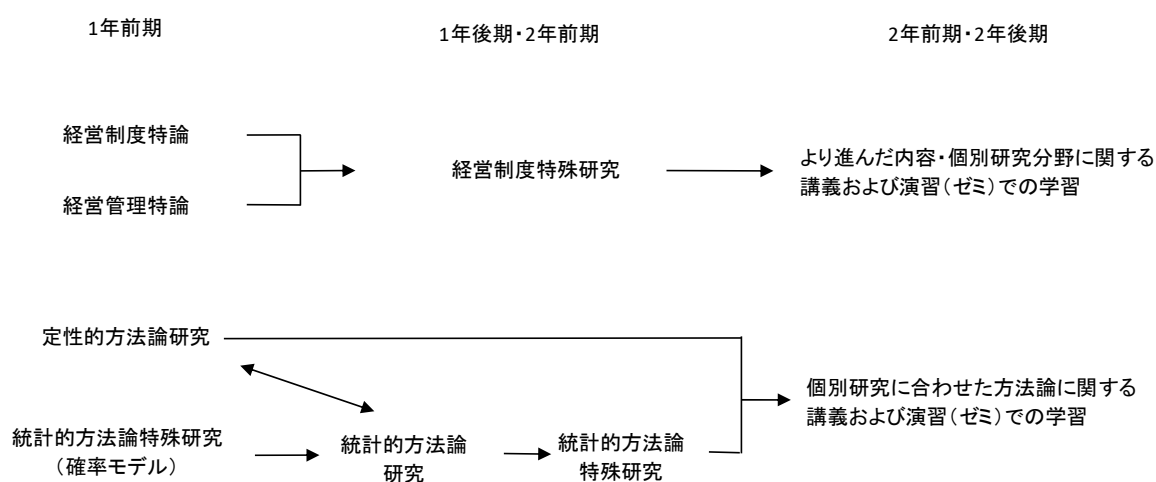 1年前期
1年後期・2年前期
2年前期・2年後期
経営制度特論
経営管理特論
経営制度特殊研究
より進んだ内容・個別研究分野に関する
講義および演習(ゼミ)での学習
定性的方法論研究
統計的方法論特殊研究
(確率モデル)
統計的方法論
研究
統計的方法論
特殊研究
個別研究に合わせた方法論に関する
講義および演習(ゼミ)での学習